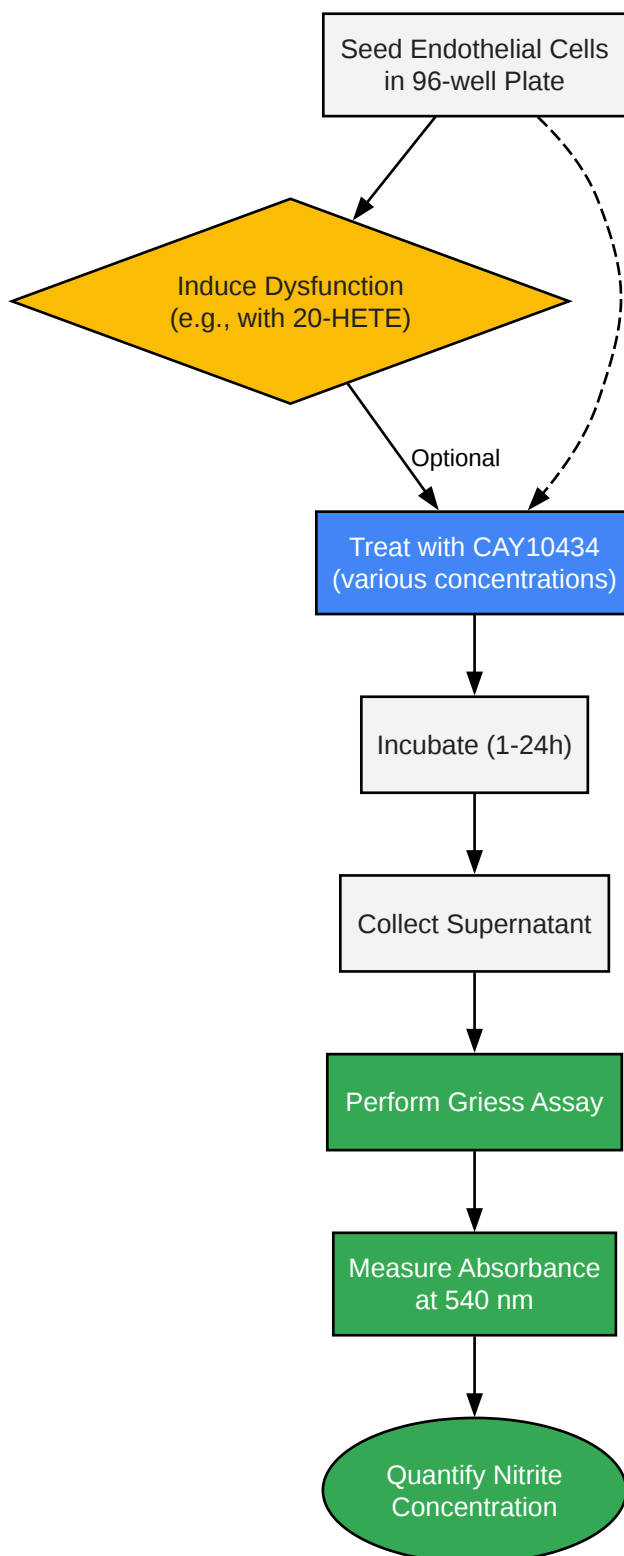 Seed Endothelial Cells
in 96-well Plate
Induce Dysfunction
(e.g., with 20-HETE)
Optional
Treat with CAY10434
(various concentrations)
Incubate (1-24h)
Collect Supernatant
Perform Griess Assay
Measure Absorbance
at 540 nm
Quantify Nitrite
Concentration